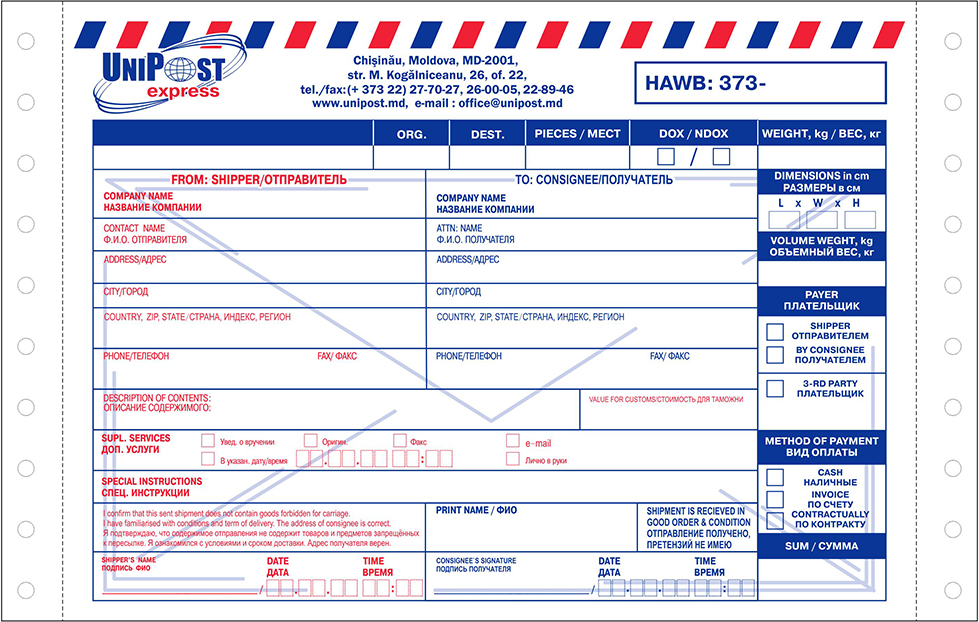 UNIPOST
express
Chişinău, Moldova, MD-2001,
str. M. Kogălniceanu, 26, of. 22,
tel./fax:(+ 373 22) 27-70-27, 26-00-05, 22-89-46
www.unipost.md, e-mail : office@unipost.md
HAWB: 373-
ORG. DEST. PIECES / МЕСТ DOX / NDOX WEIGHT, kg / ВЕС, кг
/
FROM: SHIPPER/ОТПРАВИТЕЛЬ TO: CONSIGNEE/ПОЛУЧАТЕЛЬ
DIMENSIONS in cm
РАЗМЕРЫ в см
L x W x H
COMPANY NAME
НАЗВАНИЕ КОМПАНИИ
COMPANY NAME
НАЗВАНИЕ КОМПАНИИ
CONTACT NAME
Ф.И.О. ОТПРАВИТЕЛЯ
ATTN: NAME
Ф.И.О. ПОЛУЧАТЕЛЯ
VOLUME WEGHT, kg
ОБЪЕМНЫЙ ВЕС, кг
ADDRESS/АДРЕС ADDRESS/АДРЕС
CITY/ГОРОД CITY/ГОРОД
PAYER
ПЛАТЕЛЬЩИК
COUNTRY, ZIP, STATE/СТРАНА, ИНДЕКС, РЕГИОН COUNTRY, ZIP, STATE/СТРАНА, ИНДЕКС, РЕГИОН
SHIPPER
ОТПРАВИТЕЛЕМ
BY CONSIGNEE
ПОЛУЧАТЕЛЕМ
PHONE/ТЕЛЕФОН FAX/ ФАКС PHONE/ТЕЛЕФОН FAX/ ФАКС
3-RD PARTY
ПЛАТЕЛЬЩИК
DESCRIPTION OF CONTENTS:
ОПИСАНИЕ СОДЕРЖИМОГО:
VALUE FOR CUSTOMS/СТОИМОСТЬ ДЛЯ ТАМОЖНИ
SUPL. SERVICES
ДОП. УСЛУГИ
Увед. о вручении Оригин. Факс e-mail
В указан. дату/время . . : Лично в руки
METHOD OF PAYMENT
ВИД ОПЛАТЫ
CASH
НАЛИЧНЫЕ
INVOICE
ПО СЧЕТУ
CONTRACTUALLY
ПО КОНТРАКТУ
SPECIAL INSTRUCTIONS
СПЕЦ. ИНСТРУКЦИИ
I confirm that this sent shipment does not contain goods forbidden for carriage.
I have familiarised with conditions and term of delivery. The address of consignee is correct.
Я подтверждаю, что содержимое отправления не содержит товаров и предметов запрещённых
к пересылке. Я ознакомился с условиями и сроком доставки. Адрес получателя верен.
PRINT NAME / ФИО
SHIPMENT IS RECIEVED IN
GOOD ORDER & CONDITION
ОТПРАВЛЕНИЕ ПОЛУЧЕНО,
ПРЕТЕНЗИЙ НЕ ИМЕЮ
SUM / СУММА
SHIPPER'S NAME
ПОДПИСЬ ФИО
DATE
ДАТА
TIME
ВРЕМЯ
/ . . :
CONSIGNEE'S SIGNATURE
ПОДПИСЬ ПОЛУЧАТЕЛЯ
DATE
ДАТА
TIME
ВРЕМЯ
/ . . :